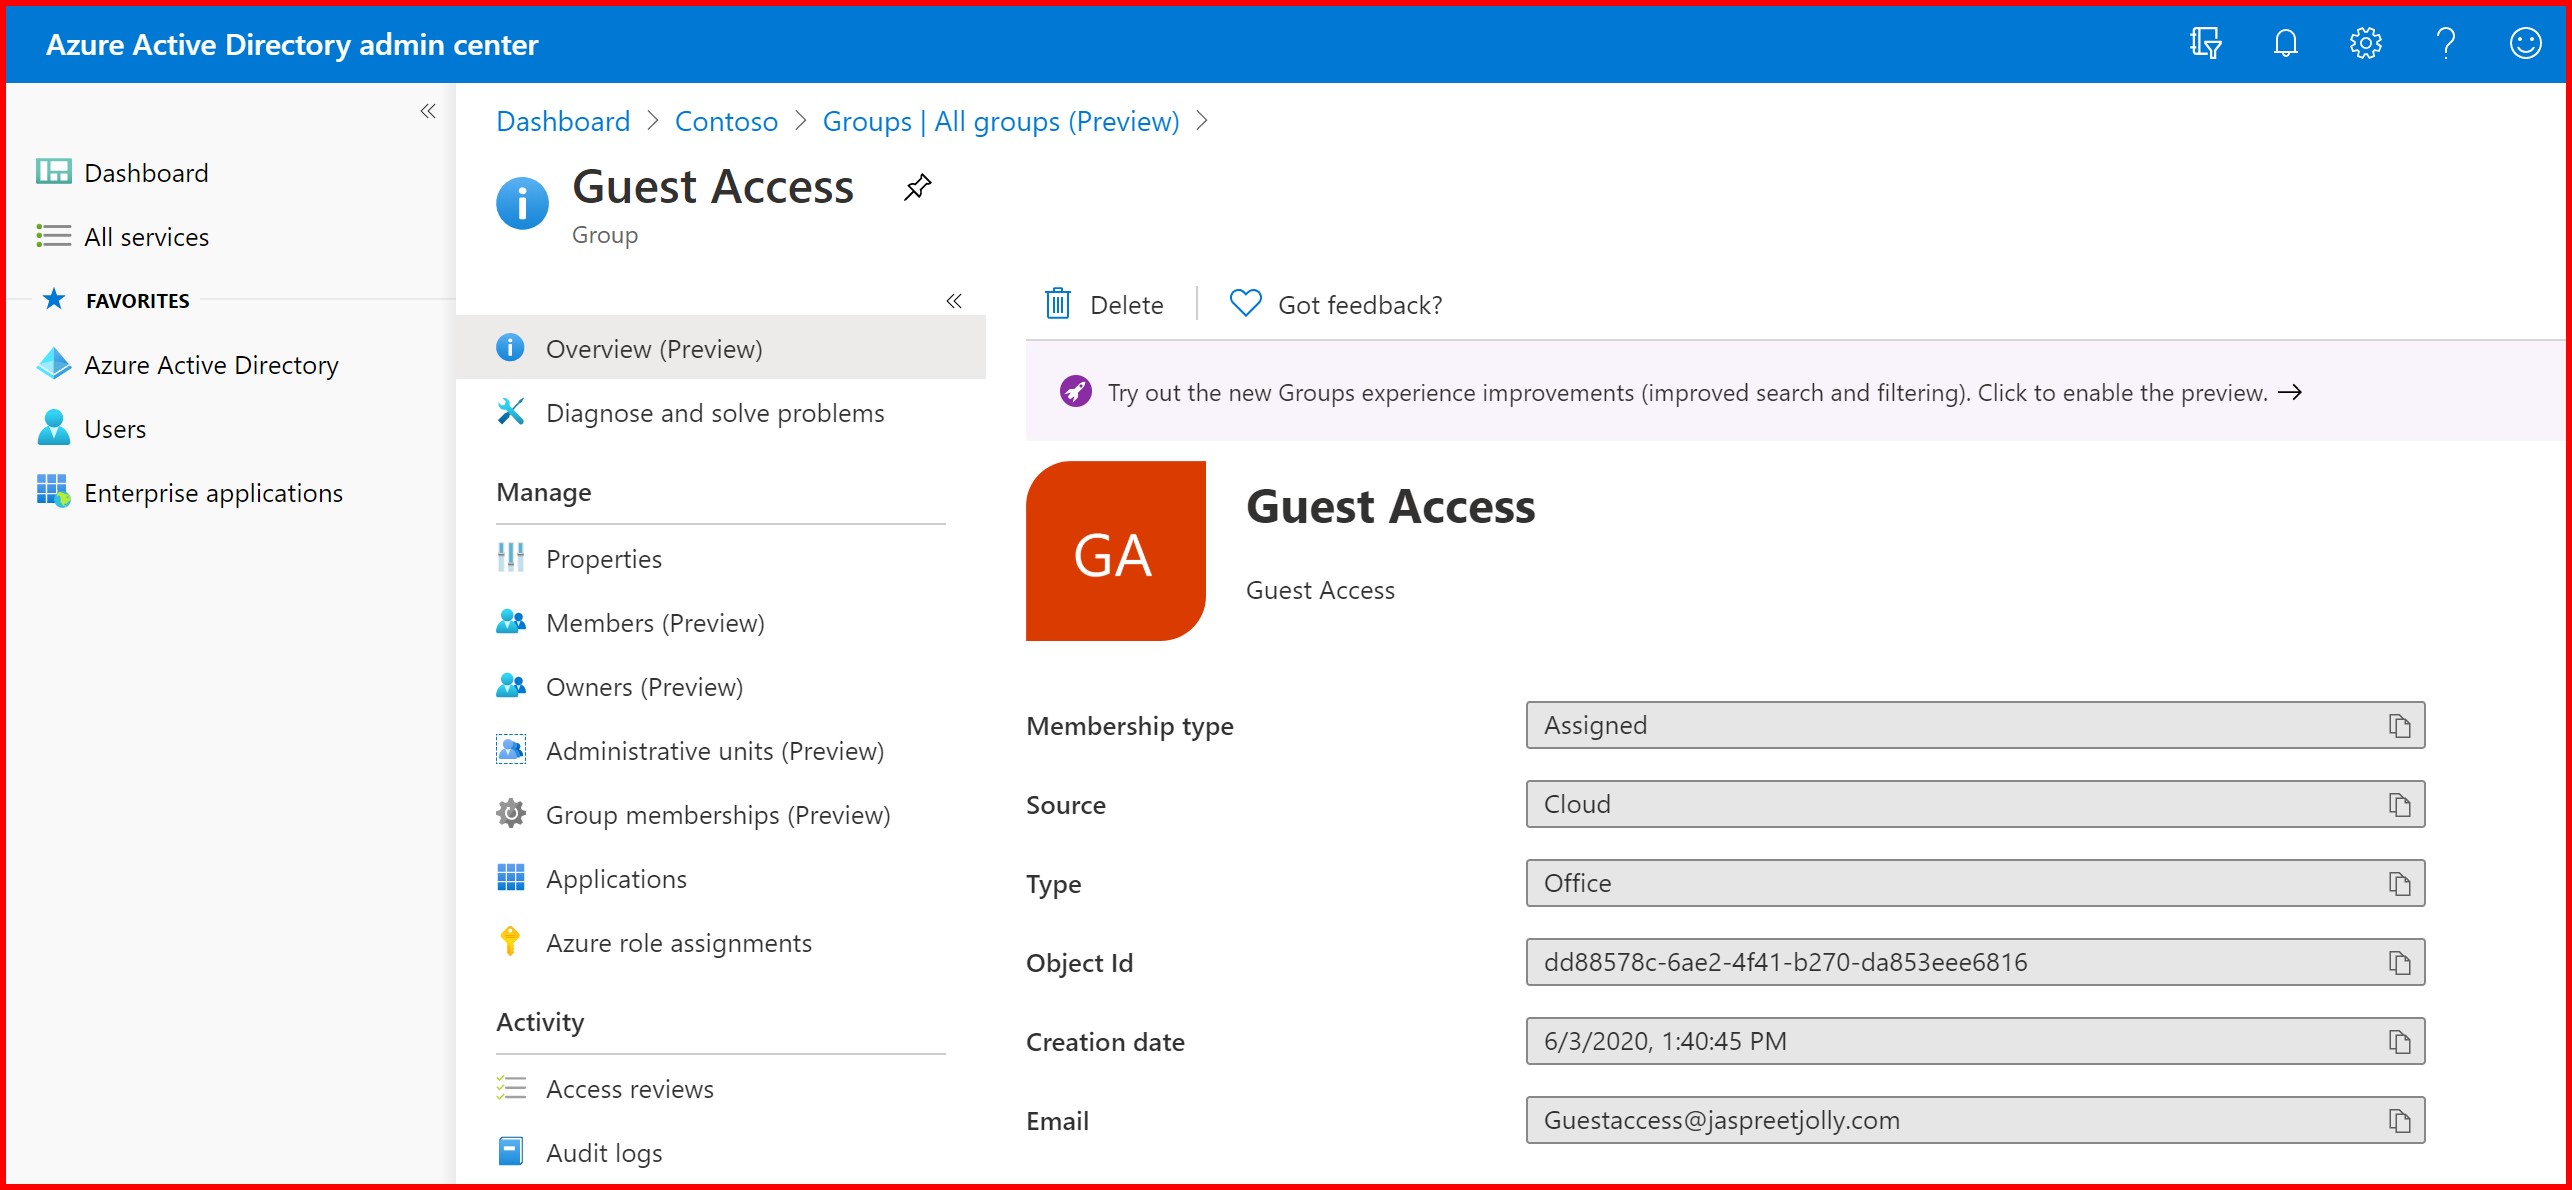 Azure Active Directory admin center
Dashboard
All services
FAVORITES
Azure Active Directory
Users
Enterprise applications
Dashboard > Contoso > Groups | All groups (Preview) >
Guest Access
Group
Overview (Preview)
Diagnose and solve problems
Manage
Properties
Members (Preview)
Owners (Preview)
Administrative units (Preview)
Group memberships (Preview)
Applications
Azure role assignments
Activity
Access reviews
Audit logs
Delete | Got feedback?
Try out the new Groups experience improvements (improved search and filtering). Click to enable the preview. →
GA
Guest Access
Guest Access
Membership type Assigned
Source Cloud
Type Office
Object Id dd88578c-6ae2-4f41-b270-da853eee6816
Creation date 6/3/2020, 1:40:45 PM
Email Guestaccess@jaspreetjolly.com